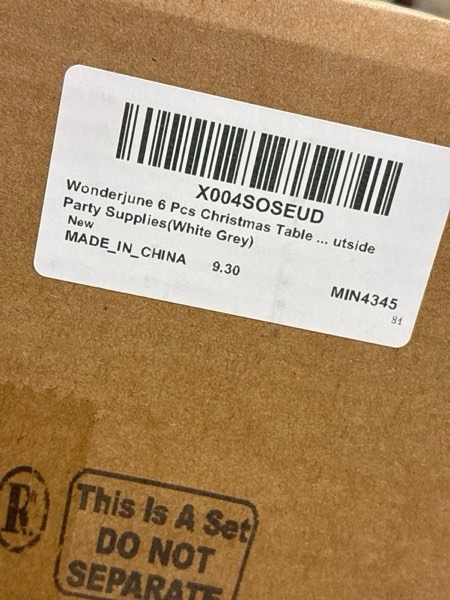 X004SOSEUD
Wonderjune 6 Pcs Christmas Table ... utside
Party Supplies(White Grey)
New
MADE_IN_CHINA 9.30
MIN4345
81
R
This Is A Set
DO NOT
SEPARATE